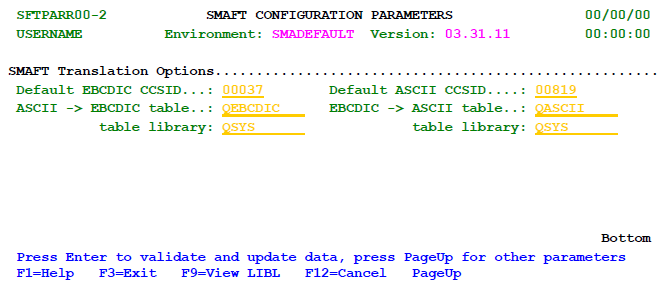 SFTPARR00-2 SMAFT CONFIGURATION PARAMETERS 00/00/00
USERNAME Environment: SMADEFAULT Version: 03.31.11 00:00:00
SMAFT Translation Options......................................................
Default EBCDIC CCSID...: 00037 Default ASCII CCSID....: 00819
ASCII -> EBCDIC table..: QEBCDIC EBCDIC -> ASCII table..: QASCII
table library: QSYS table library: QSYS
Bottom
Press Enter to validate and update data, press PageUp for other parameters
F1=Help F3=Exit F9=View LIBL F12=Cancel PageUp